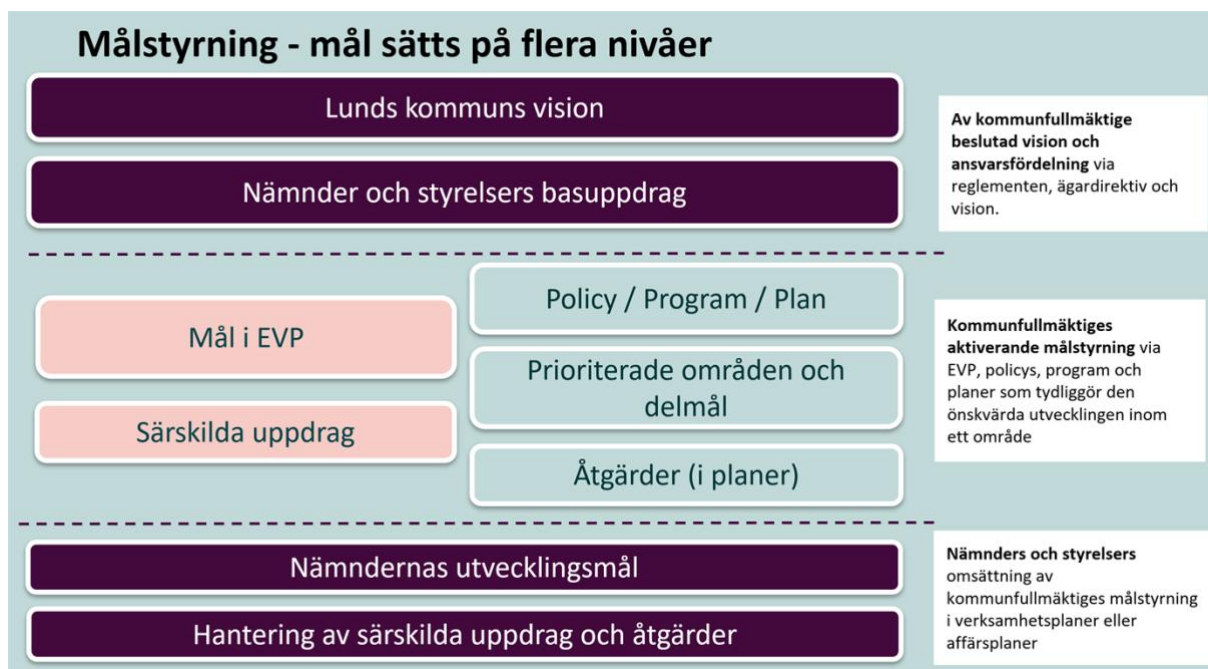 Målstyrning - mål sätts på flera nivåer
Lunds kommuns vision
Nämnder och styrelsers basuppdrag
Av kommunfullmäktige
beslutad vision och
ansvarsfördelning via
reglementen, ägardirektiv och
vision.
Mål i EVP
Särskilda uppdrag
Policy / Program / Plan
Prioriterade områden och
delmål
Åtgärder (i planer)
Kommunfullmäktiges
aktiverande målstyrning via
EVP, policys, program och
planer som tydliggör den
önskvärda utvecklingen inom
ett område
Nämndernas utvecklingsmål
Hantering av särskilda uppdrag och åtgärder
Nämnders och styrelsers
omsättning av
kommunfullmäktiges målstyrning
i verksamhetsplaner eller
affärsplaner